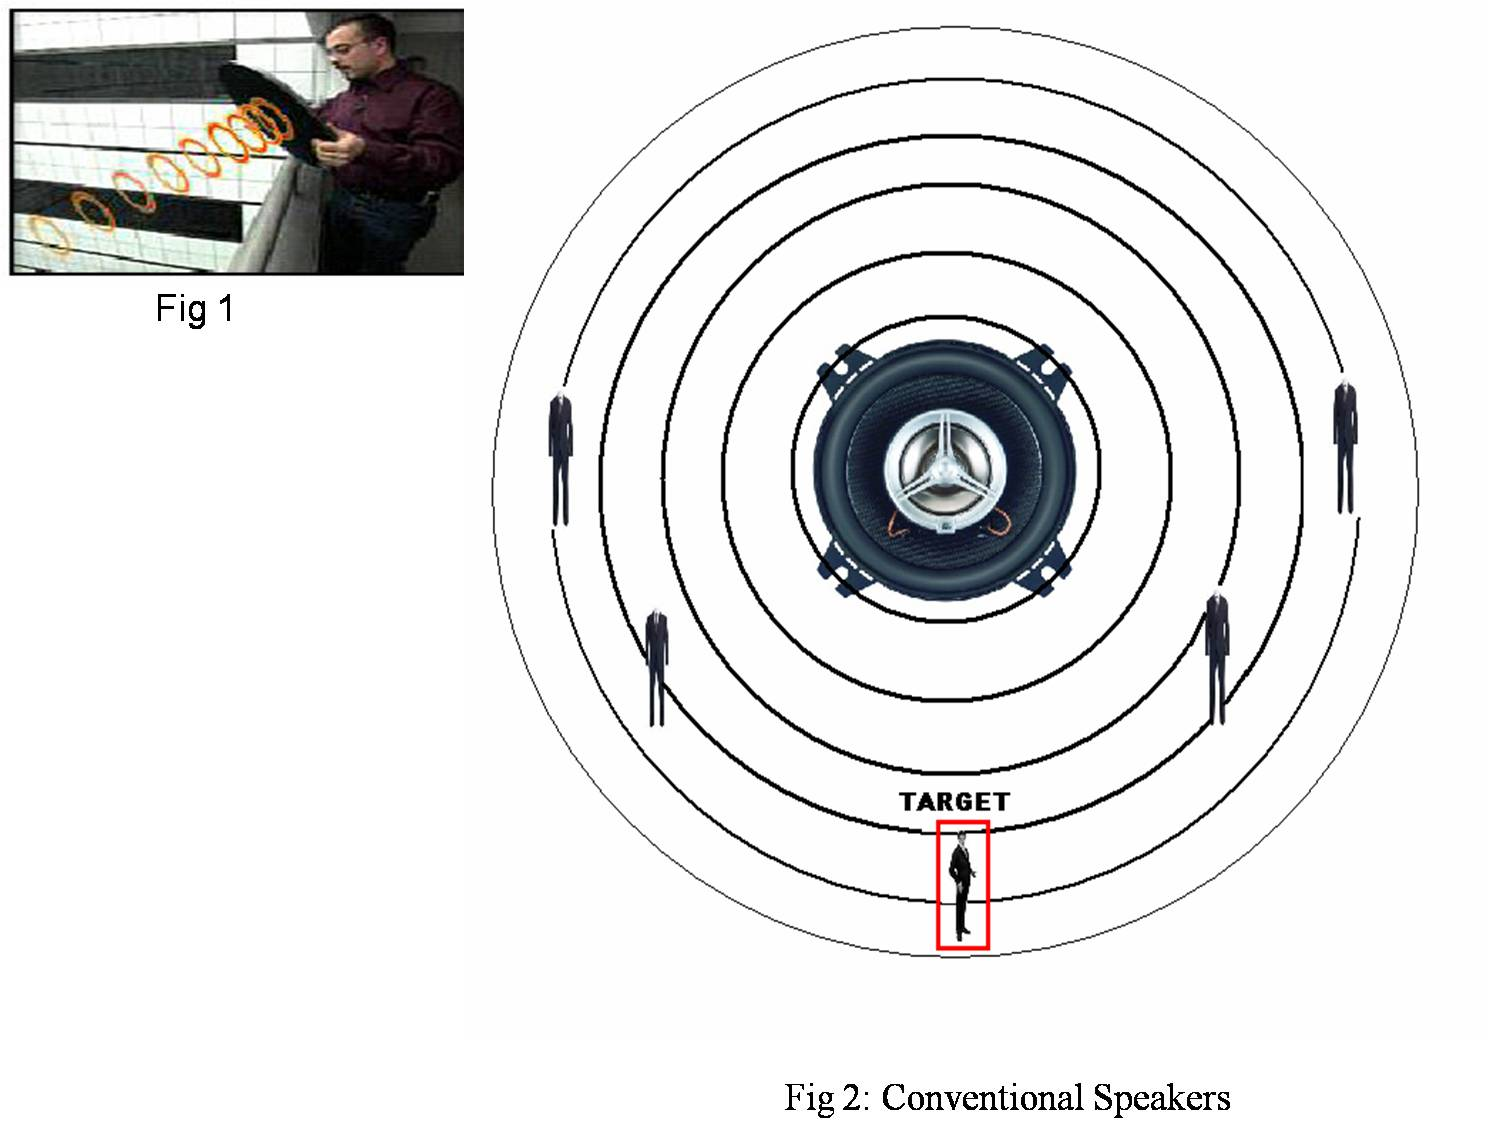 Fig 1
TARGET
Fig 2: Conventional Speakers